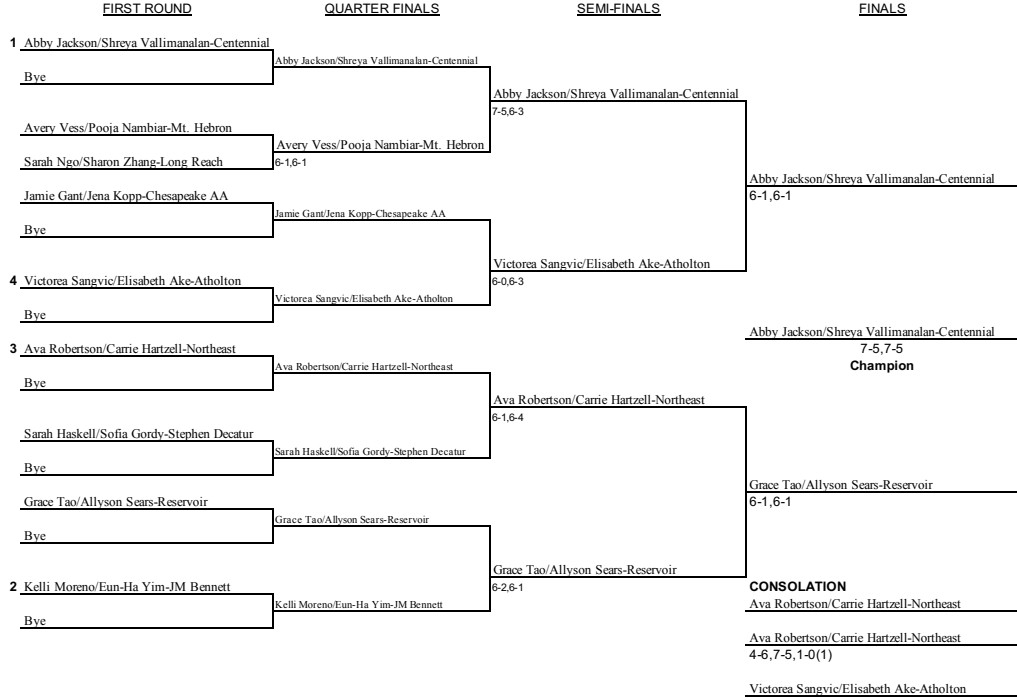 FIRST ROUND QUARTER FINALS SEMI-FINALS FINALS
1 Abby Jackson/Shreya Vallimanalan-Centennial
Abby Jackson/Shreya Vallimanalan-Centennial
Bye
Abby Jackson/Shreya Vallimanalan-Centennial
7-5,6-3
Avery Vess/Pooja Nambiar-Mt. Hebron
Avery Vess/Pooja Nambiar-Mt. Hebron
Sarah Ngo/Sharon Zhang-Long Reach
6-1,6-1
Abby Jackson/Shreya Vallimanalan-Centennial
6-1,6-1
Jamie Gant/Jena Kopp-Chesapeake AA
Jamie Gant/Jena Kopp-Chesapeake AA
Bye
Victorea Sangvic/Elisabeth Ake-Atholton
6-0,6-3
4 Victorea Sangvic/Elisabeth Ake-Atholton
Victorea Sangvic/Elisabeth Ake-Atholton
Bye
Abby Jackson/Shreya Vallimanalan-Centennial
7-5,7-5
Champion
3 Ava Robertson/Carrie Hartzell-Northeast
Ava Robertson/Carrie Hartzell-Northeast
Bye
Ava Robertson/Carrie Hartzell-Northeast
6-1,6-4
Sarah Haskell/Sofia Gordy-Stephen Decatur
Sarah Haskell/Sofia Gordy-Stephen Decatur
Bye
Grace Tao/Allyson Sears-Reservoir
6-1,6-1
Grace Tao/Allyson Sears-Reservoir
Grace Tao/Allyson Sears-Reservoir
Bye
Grace Tao/Allyson Sears-Reservoir
6-2,6-1
2 Kelli Moreno/Eun-Ha Yim-JM Bennett
Kelli Moreno/Eun-Ha Yim-JM Bennett
Bye
CONSOLATION
Ava Robertson/Carrie Hartzell-Northeast
Ava Robertson/Carrie Hartzell-Northeast
4-6,7-5,1-0(1)
Victorea Sangvic/Elisabeth Ake-Atholton